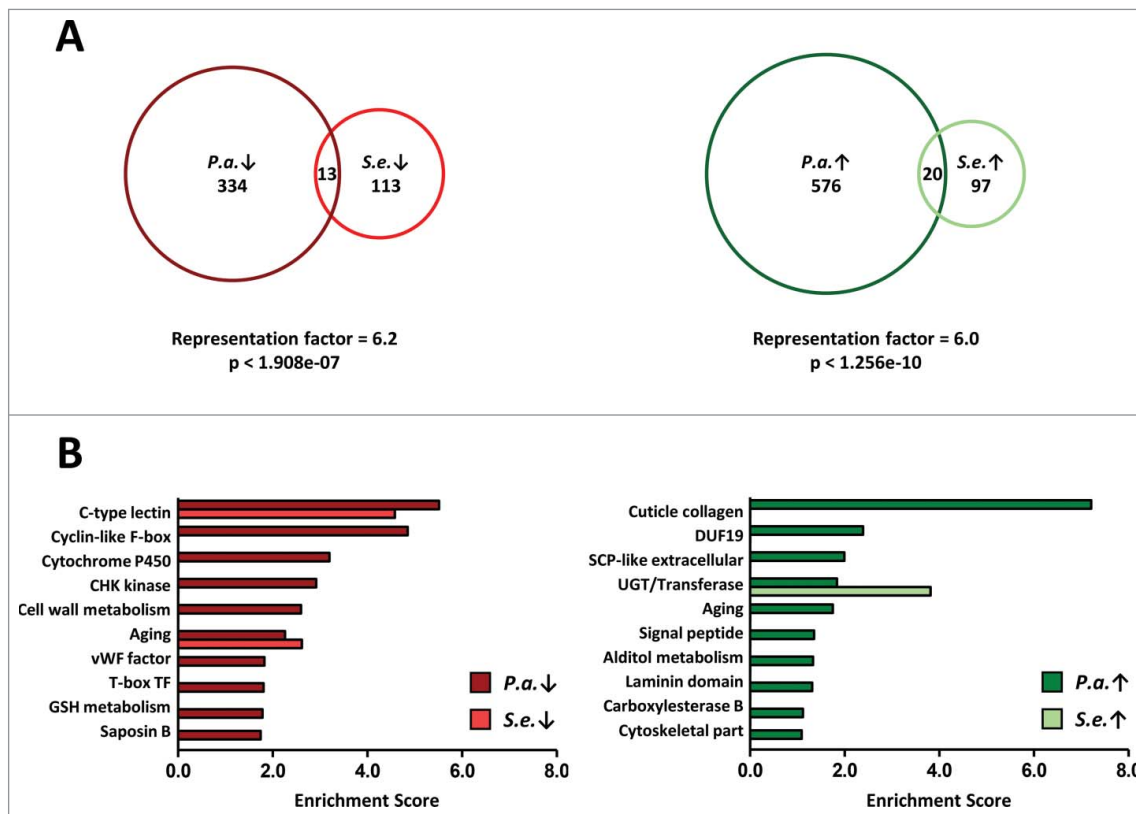 A
P.a.↓
334
13
S.e.↓
113
Representation factor = 6.2
p < 1.908e-07
P.a.↑
576
20
S.e.↑
97
Representation factor = 6.0
p < 1.256e-10
B
C-type lectin
Cyclin-like F-box
Cytochrome P450
CHK kinase
Cell wall metabolism
Aging
vWF factor
T-box TF
GSH metabolism
Saposin B
P.a.↓
S.e.↓
0.0 2.0 4.0 6.0 8.0
Enrichment Score
Cuticle collagen
DUF19
SCP-like extracellular
UGT/Transferase
Aging
Signal peptide
Alditol metabolism
Laminin domain
Carboxylesterase B
Cytoskeletal part
P.a.↑
S.e.↑
0.0 2.0 4.0 6.0 8.0
Enrichment Score